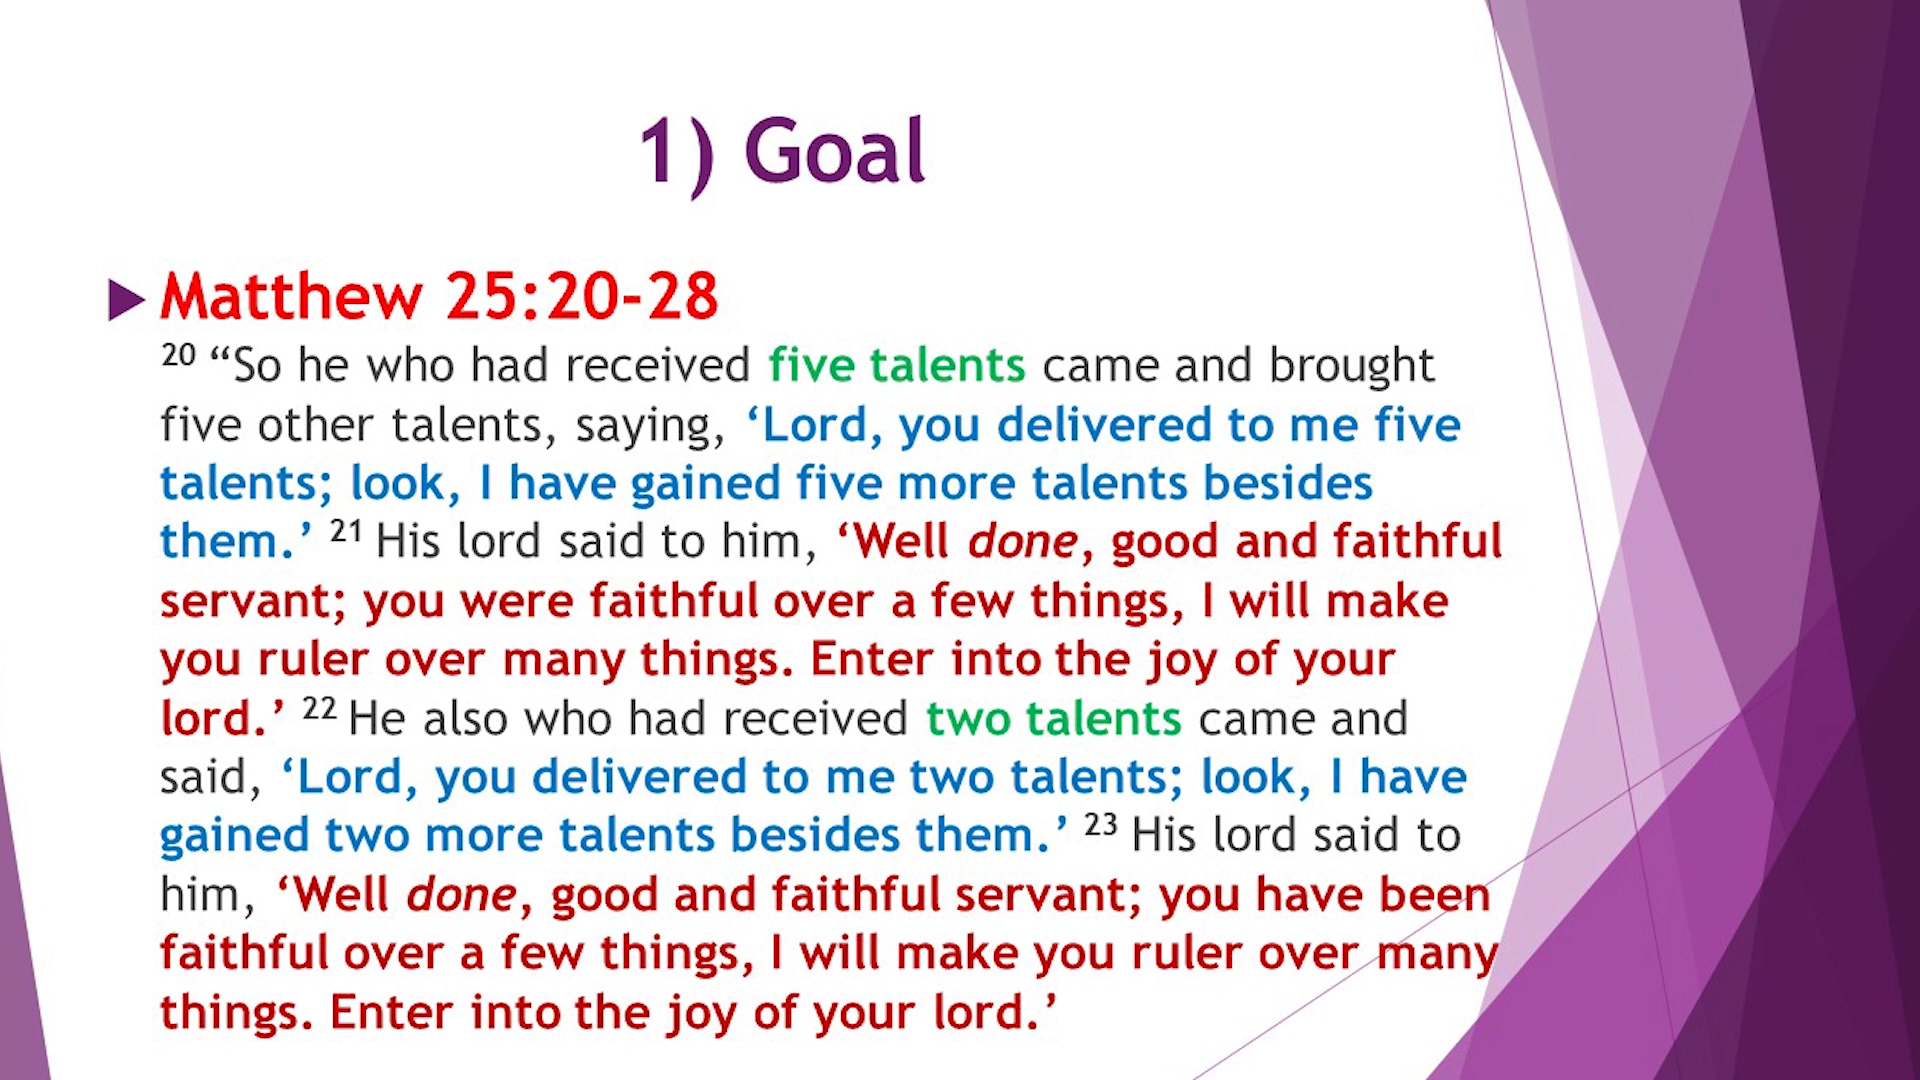 1) Goal
Matthew 25:20-28
20 “So he who had received five talents came and brought
five other talents, saying, ‘Lord, you delivered to me five
talents; look, I have gained five more talents besides
them.’ 21 His lord said to him, ‘Well done, good and faithful
servant; you were faithful over a few things, I will make
you ruler over many things. Enter into the joy of your
lord.’ 22 He also who had received two talents came and
said, ‘Lord, you delivered to me two talents; look, I have
gained two more talents besides them.’ 23 His lord said to
him, ‘Well done, good and faithful servant; you have been
faithful over a few things, I will make you ruler over many
things. Enter into the joy of your lord.’